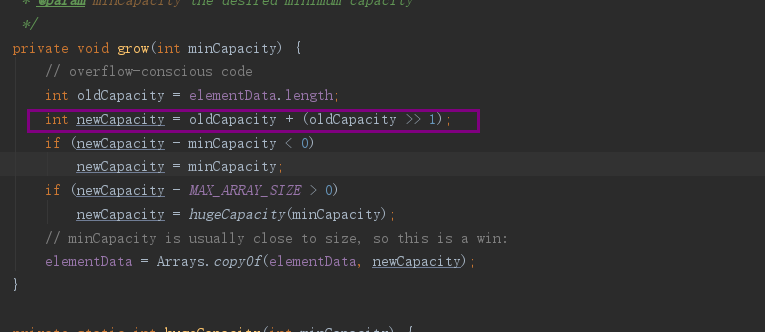 * @param minCapacity the desired minimum capacity
*/
private void grow(int minCapacity) {
// overflow-conscious code
int oldCapacity = elementData.length;
int newCapacity = oldCapacity + (oldCapacity >> 1);
if (newCapacity - minCapacity < 0)
newCapacity = minCapacity;
if (newCapacity - MAX_ARRAY_SIZE > 0)
newCapacity = hugeCapacity(minCapacity);
// minCapacity is usually close to size, so this is a win:
elementData = Arrays.copyOf(elementData, newCapacity);
}
private static int hugeCapacity(int minCapacity) {